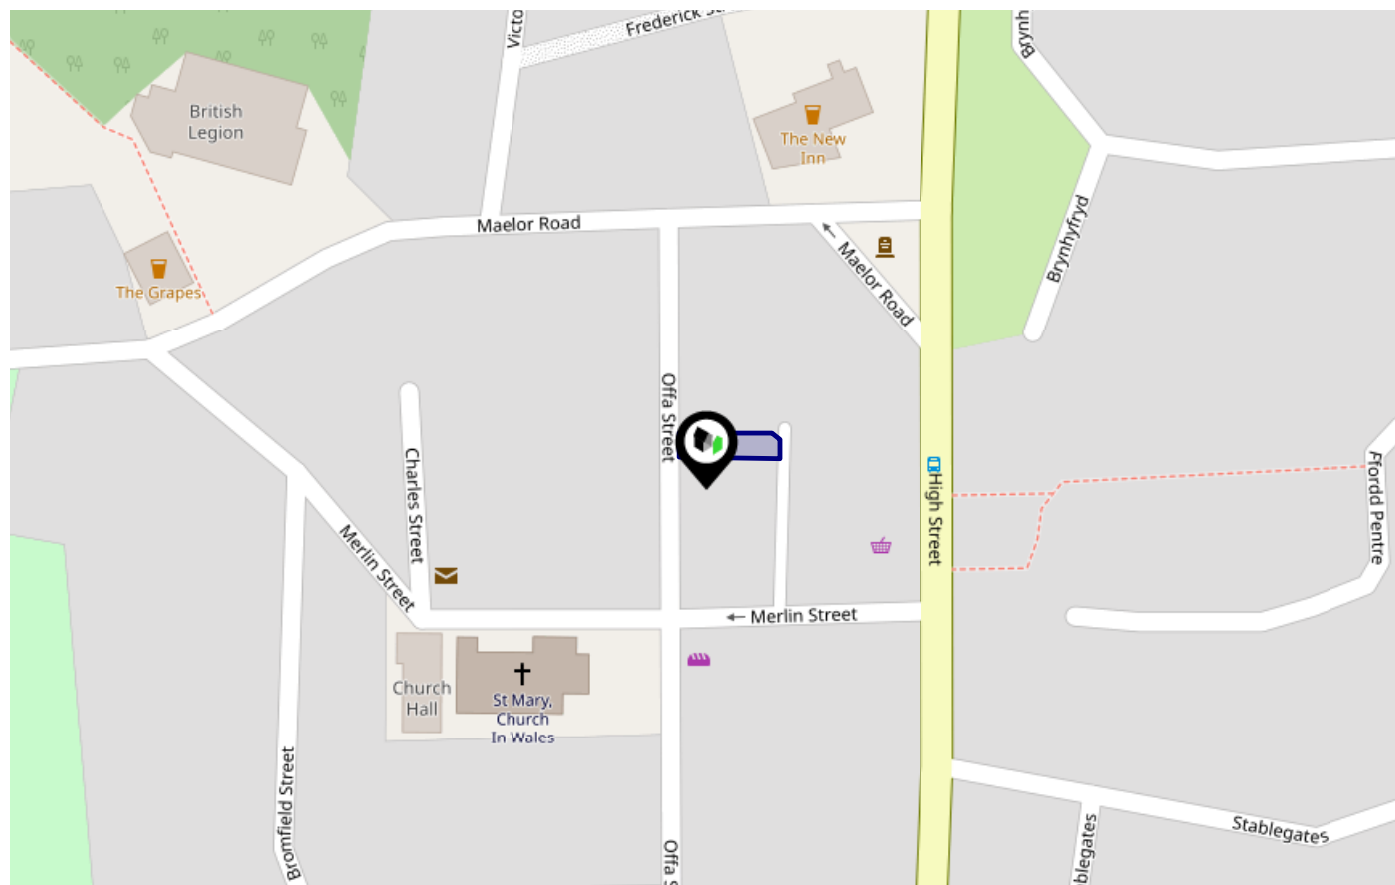 Frederick
British
Legion
The New
Inn
Maelor Road
The Grapes
Maelor Road
Brynhyfryd
Offa Street
Charles Street
Merlin Street
High Street
Ffordd Pentre
← Merlin Street
Church
Hall
St Mary,
Church
In Wales
Bromfield Street
Offa
Stablegates